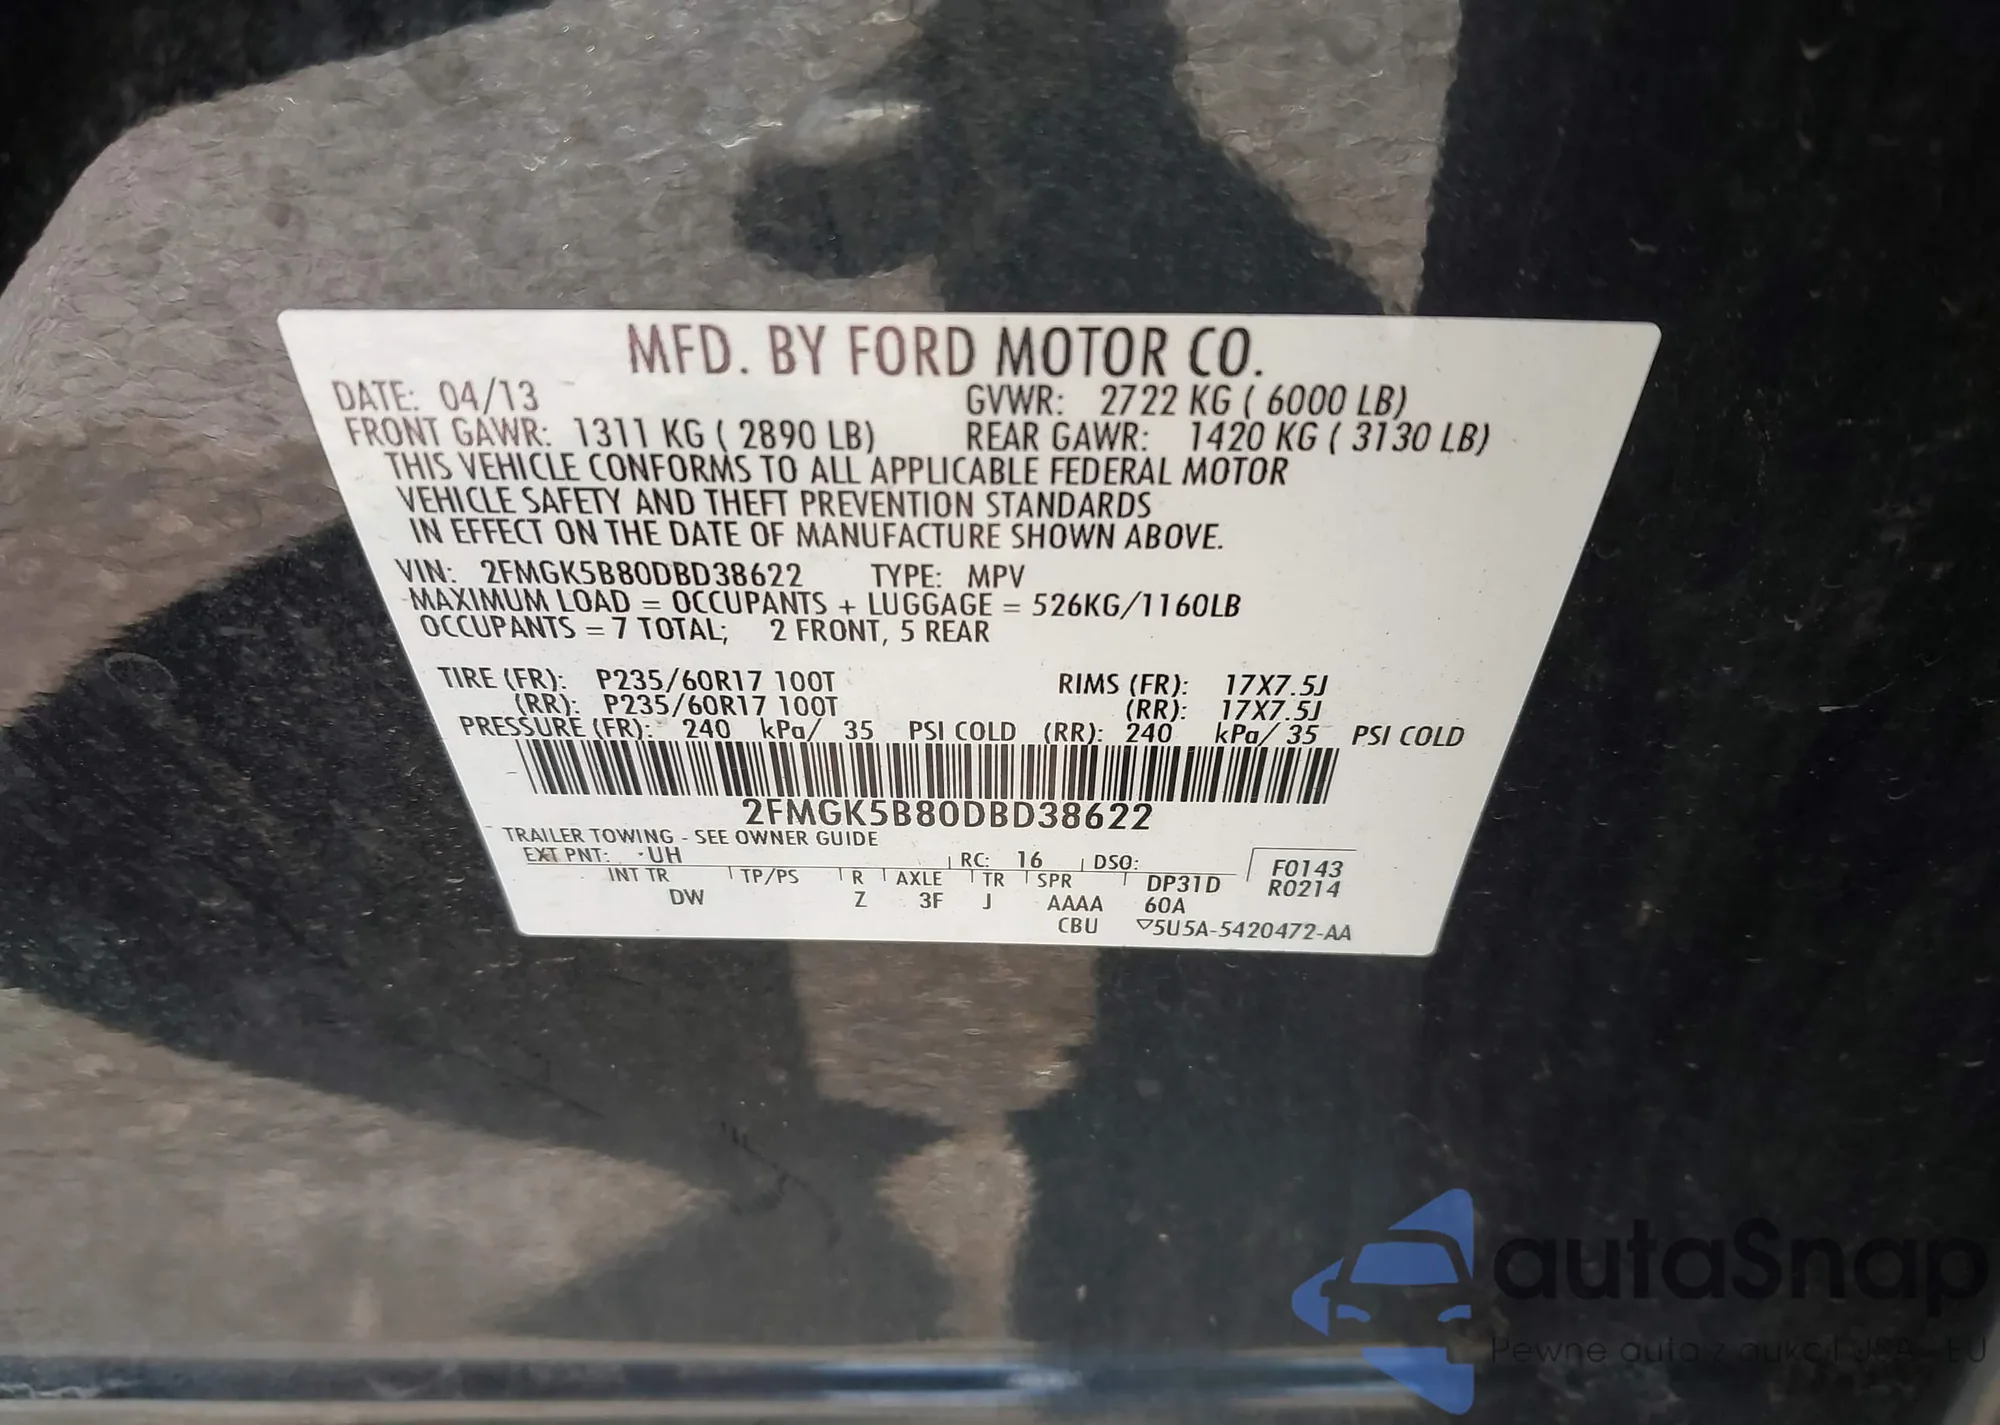 MFD. BY FORD MOTOR CO.
DATE: 04/13 GVWR: 2722 KG ( 6000 LB)
FRONT GAWR: 1311 KG ( 2890 LB) REAR GAWR: 1420 KG ( 3130 LB)
THIS VEHICLE CONFORMS TO ALL APPLICABLE FEDERAL MOTOR
VEHICLE SAFETY AND THEFT PREVENTION STANDARDS
IN EFFECT ON THE DATE OF MANUFACTURE SHOWN ABOVE.
VIN: 2FMGK5B80DBD38622 TYPE: MPV
MAXIMUM LOAD = OCCUPANTS + LUGGAGE = 526KG/1160LB
OCCUPANTS = 7 TOTAL; 2 FRONT, 5 REAR
TIRE (FR): P235/60R17 100T RIMS (FR): 17X7.5J
(RR): P235/60R17 100T (RR): 17X7.5J
PRESSURE (FR): 240 kPa/ 35 PSI COLD (RR): 240 kPa/ 35 PSI COLD
2FMGK5B80DBD38622
TRAILER TOWING - SEE OWNER GUIDE
EXT PNT: UH RC: 16 DSO: F0143
INT TR TP/PS R AXLE TR SPR DP31D R0214
DW Z 3F J AAAA 60A
CBU ▽5U5A-5420472-AA
autaSnap
Pewne auta z aukcji USA EU